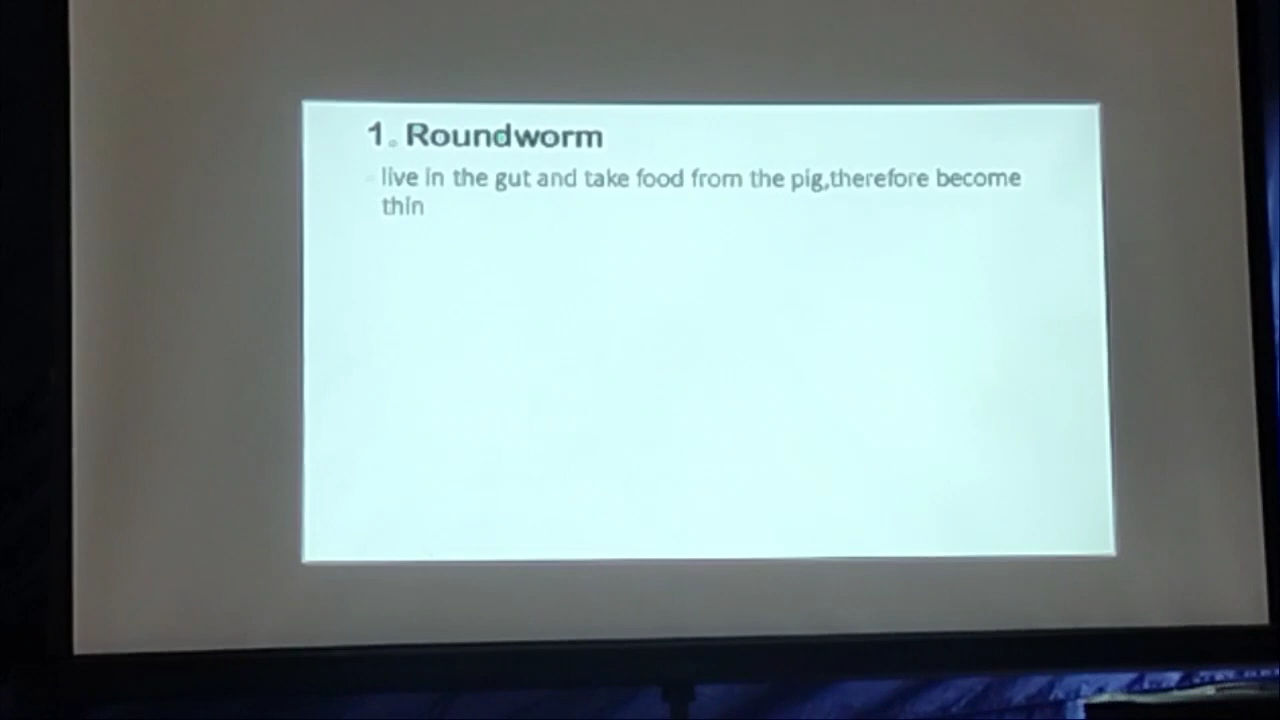 1. Roundworm
live in the gut and take food from the pig,therefore become
thin